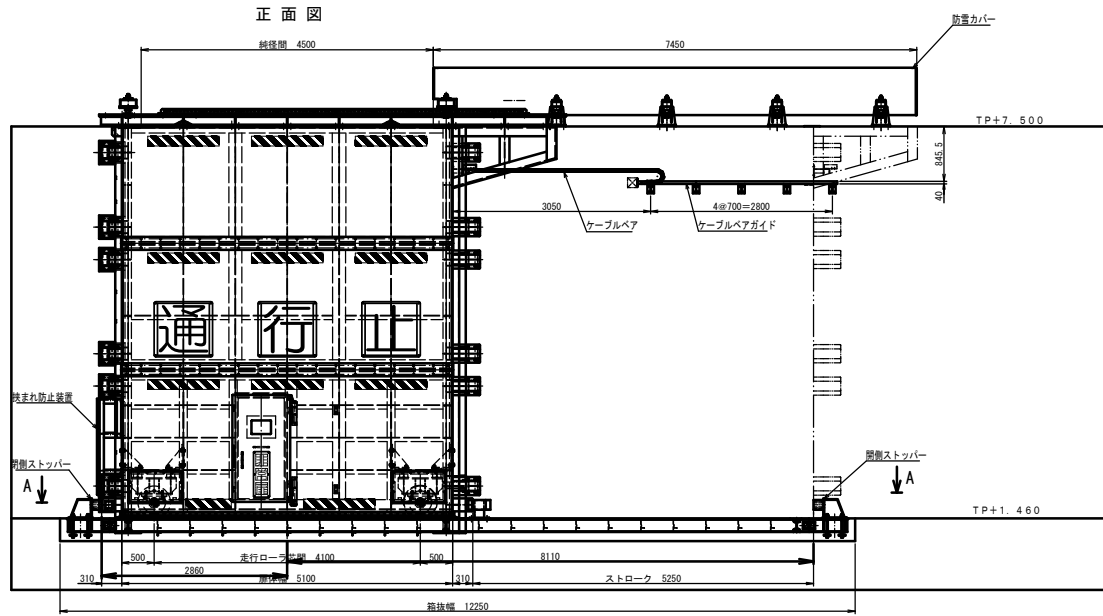 正面図
防雪カバー
純径間 4500
7450
TP+7.500
845.5
40
3050
4@700=2800
ケーブルベア
ケーブルベアガイド
通行止
挟まれ防止装置
閉側ストッパー
開側ストッパー
A
A
非常口
TP+1.460
500
走行ローラ芯間 4100
500
8110
2860
310
扉体幅 5100
310
ストローク 5250
箱抜幅 12250